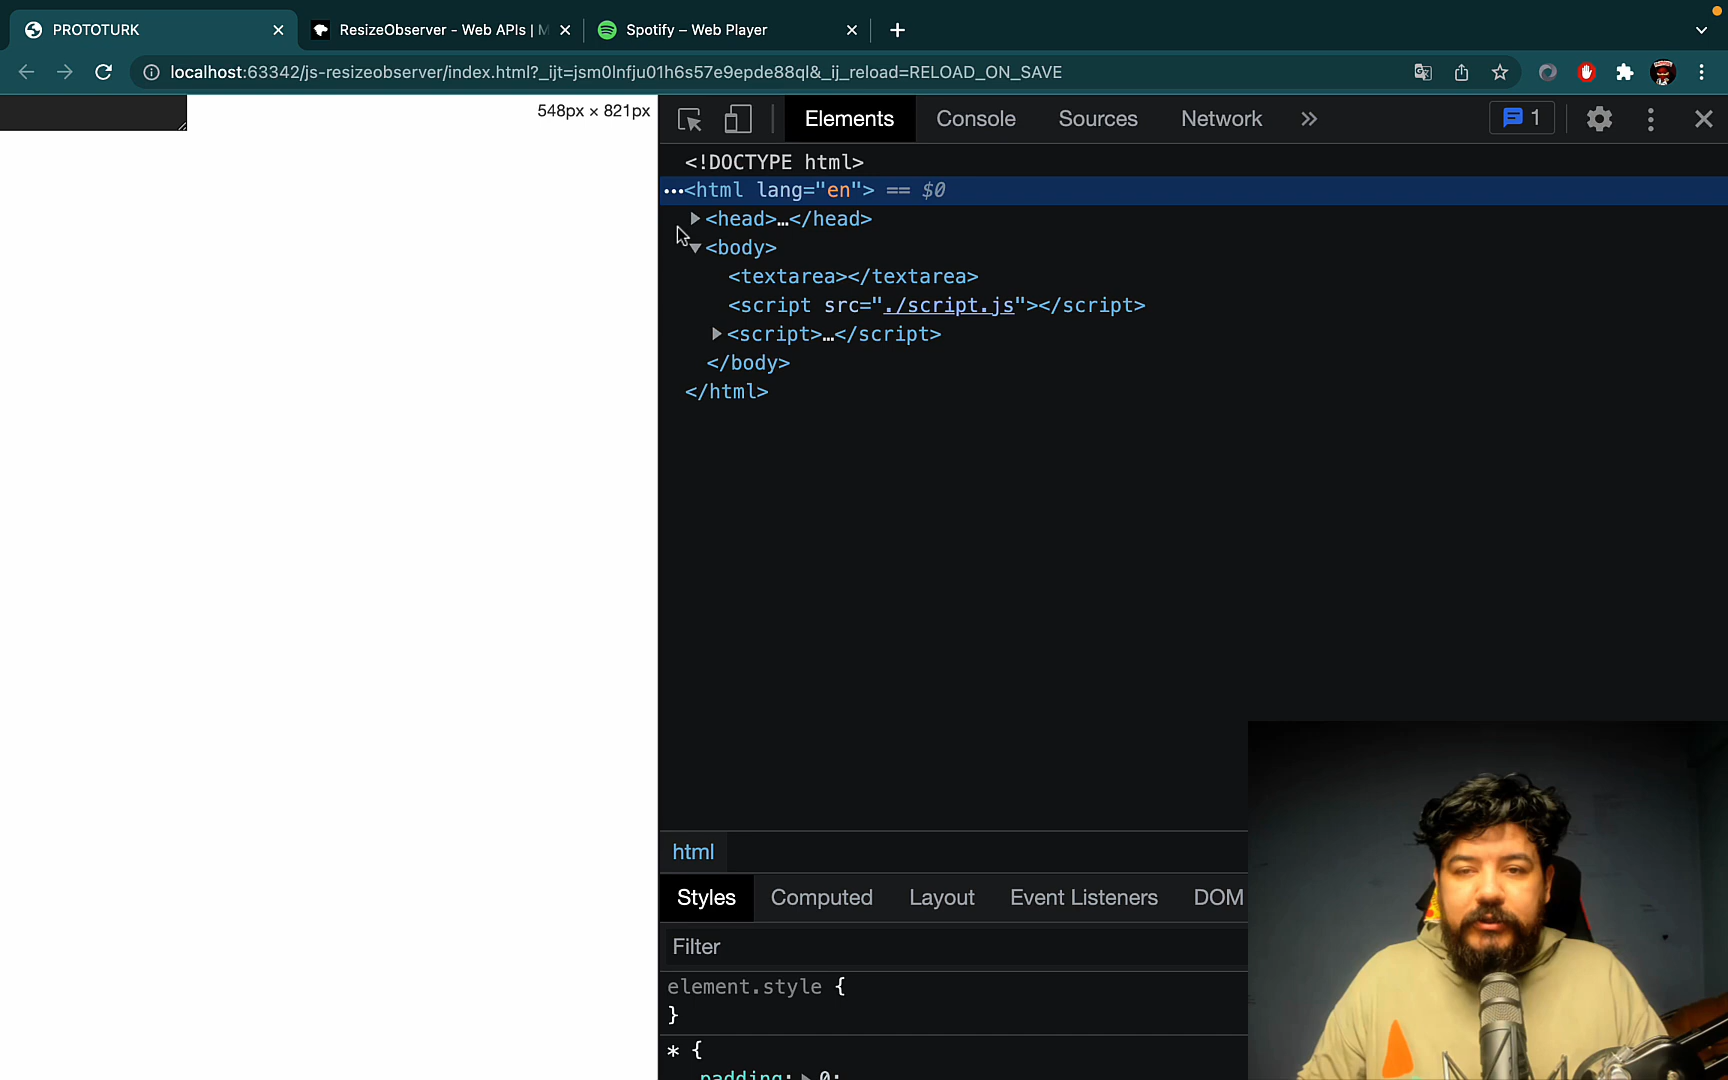 PROTOTURK
ResizeObserver - Web APIs | M
Spotify – Web Player
localhost:63342/js-resizeobserver/index.html?_ijt=jsm0lnfju01h6s57e9epde88ql&_ij_reload=RELOAD_ON_SAVE
548px × 821px
Elements Console Sources Network » 1
<!DOCTYPE html>
<html lang="en"> == $0
<head>…</head>
<body>
<textarea></textarea>
<script src="./script.js"></script>
<script>…</script>
</body>
</html>
html
Styles Computed Layout Event Listeners DOM
Filter
element.style {
}
* {
padding: 0;